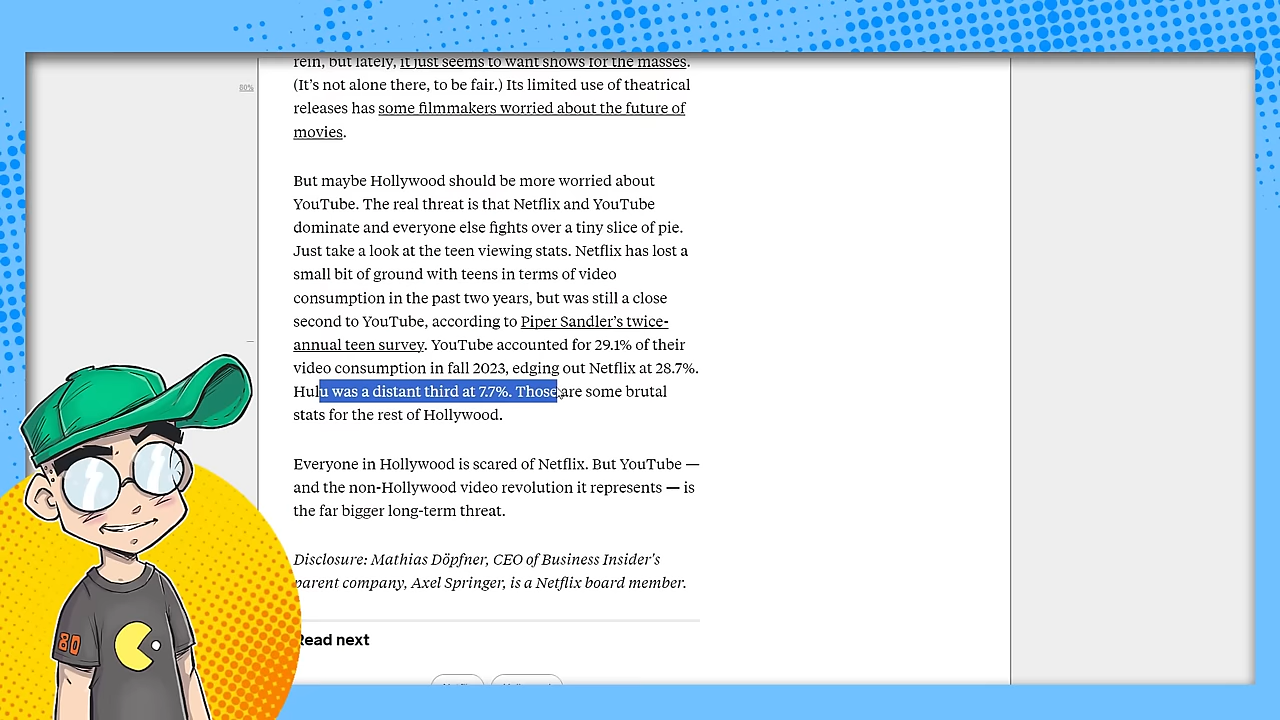 rein, but lately, it just seems to want shows for the masses.
80%
(It's not alone there, to be fair.) Its limited use of theatrical
releases has some filmmakers worried about the future of
movies.
But maybe Hollywood should be more worried about
YouTube. The real threat is that Netflix and YouTube
dominate and everyone else fights over a tiny slice of pie.
Just take a look at the teen viewing stats. Netflix has lost a
small bit of ground with teens in terms of video
consumption in the past two years, but was still a close
second to YouTube, according to Piper Sandler's twice-
annual teen survey. YouTube accounted for 29.1% of their
video consumption in fall 2023, edging out Netflix at 28.7%.
Hulu was a distant third at 7.7%. Those are some brutal
stats for the rest of Hollywood.
Everyone in Hollywood is scared of Netflix. But YouTube —
and the non-Hollywood video revolution it represents — is
the far bigger long-term threat.
Disclosure: Mathias Döpfner, CEO of Business Insider's
parent company, Axel Springer, is a Netflix board member.
Read next
80